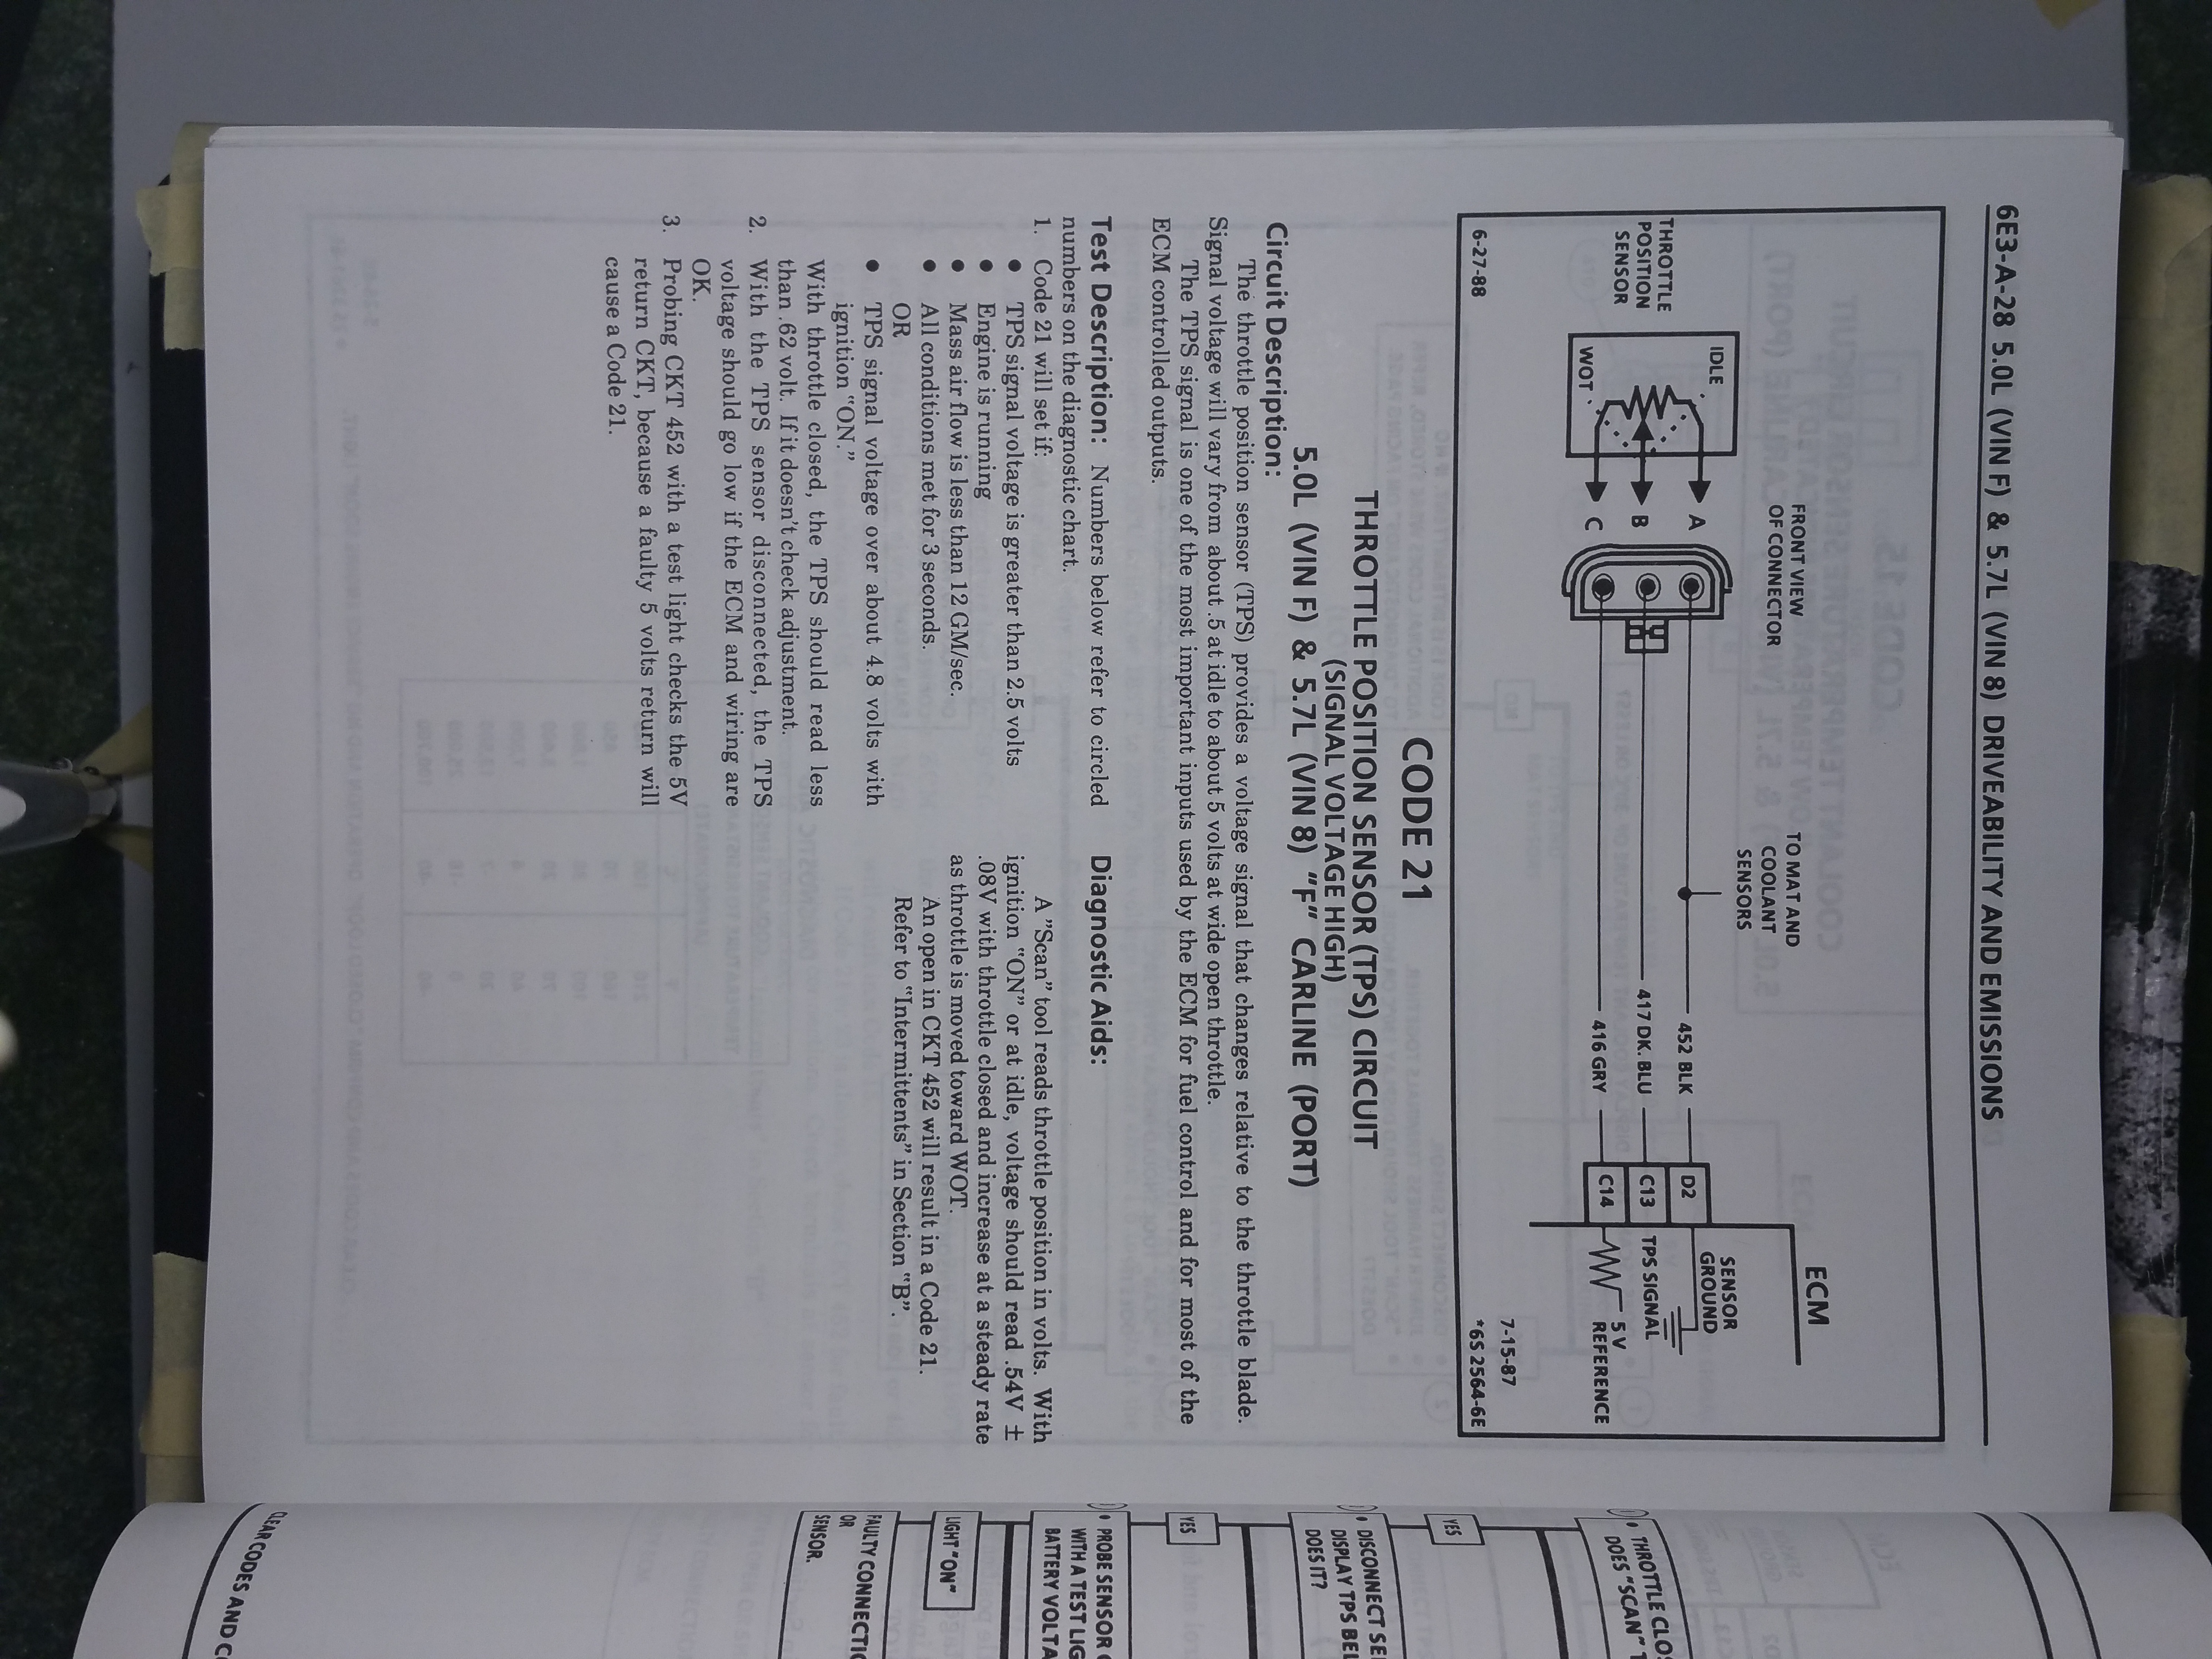 6E3-A-28 5.0L (VIN F) & 5.7L (VIN 8) DRIVEABILITY AND EMISSIONS
ECM
FRONT VIEW
OF CONNECTOR
TO MAT AND
COOLANT
SENSORS
THROTTLE
POSITION
SENSOR
IDLE
WOT
A
B
C
452 BLK
417 DK. BLU
416 GRY
D2
C13
C14
SENSOR
GROUND
TPS SIGNAL
5 V
REFERENCE
6-27-88
7-15-87
*6S 2564-6E
CODE 21
THROTTLE POSITION SENSOR (TPS) CIRCUIT
(SIGNAL VOLTAGE HIGH)
5.0L (VIN F) & 5.7L (VIN 8) "F" CARLINE (PORT)
Circuit Description:
The throttle position sensor (TPS) provides a voltage signal that changes relative to the throttle blade.
Signal voltage will vary from about .5 at idle to about 5 volts at wide open throttle.
The TPS signal is one of the most important inputs used by the ECM for fuel control and for most of the
ECM controlled outputs.
Test Description: Numbers below refer to circled
numbers on the diagnostic chart.
1. Code 21 will set if:
● TPS signal voltage is greater than 2.5 volts
● Engine is running
● Mass air flow is less than 12 GM/sec.
● All conditions met for 3 seconds.
OR
● TPS signal voltage over about 4.8 volts with
ignition "ON."
With throttle closed, the TPS should read less
than .62 volt. If it doesn't check adjustment.
2. With the TPS sensor disconnected, the TPS
voltage should go low if the ECM and wiring are
OK.
3. Probing CKT 452 with a test light checks the 5V
return CKT, because a faulty 5 volts return will
cause a Code 21.
Diagnostic Aids:
A "Scan" tool reads throttle position in volts. With
ignition "ON" or at idle, voltage should read .54V ±
.08V with throttle closed and increase at a steady rate
as throttle is moved toward WOT.
An open in CKT 452 will result in a Code 21.
Refer to "Intermittents" in Section "B".
• THROTTLE CLOS
DOES "SCAN" T
YES
• DISCONNECT SE
DISPLAY TPS BEL
DOES IT?
YES
• PROBE SENSOR
WITH A TEST LIG
BATTERY VOLTA
LIGHT "ON"
FAULTY CONNECTIO
OR
SENSOR.
CLEAR CODES AND C